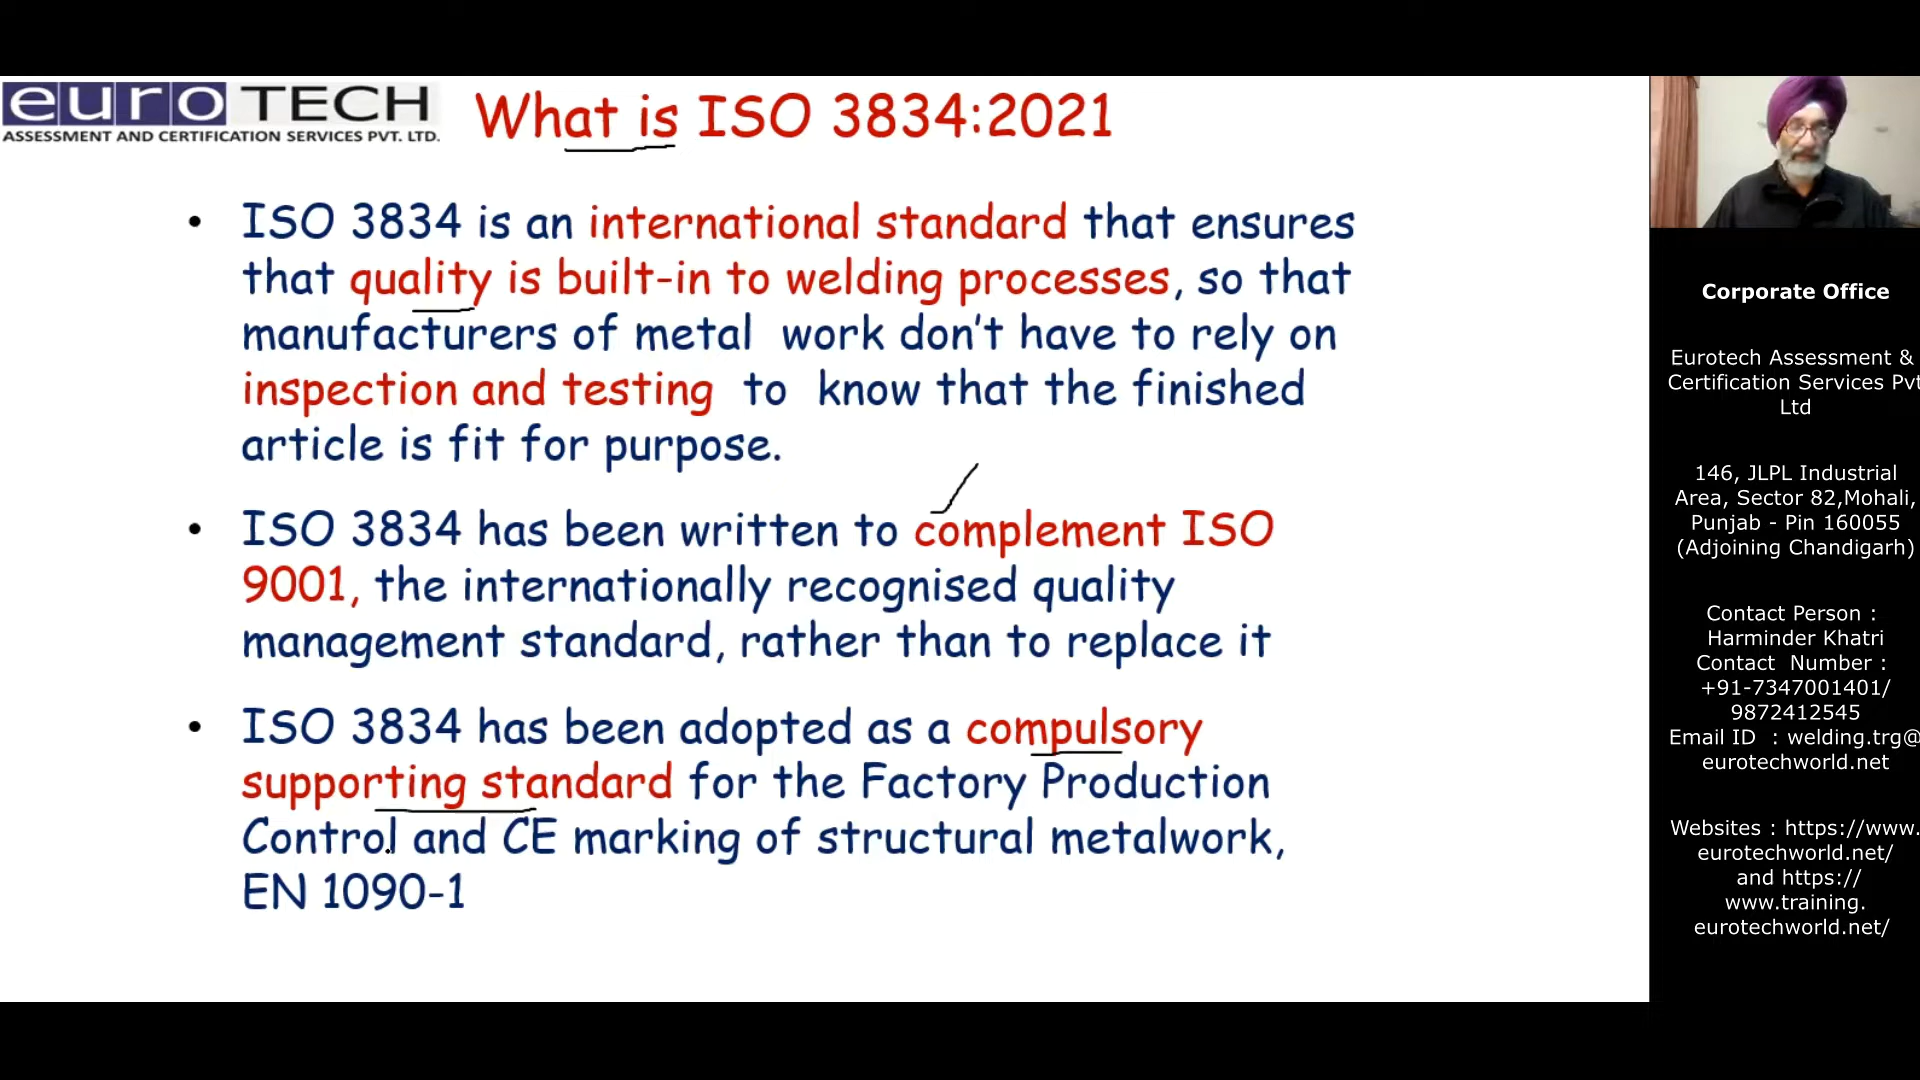 euro TECH
ASSESSMENT AND CERTIFICATION SERVICES PVT. LTD.
What is ISO 3834:2021
• ISO 3834 is an international standard that ensures
that quality is built-in to welding processes, so that
manufacturers of metal work don't have to rely on
inspection and testing to know that the finished
article is fit for purpose.
• ISO 3834 has been written to complement ISO
9001, the internationally recognised quality
management standard, rather than to replace it
• ISO 3834 has been adopted as a compulsory
supporting standard for the Factory Production
Control and CE marking of structural metalwork,
EN 1090-1
Corporate Office
Eurotech Assessment &
Certification Services Pvt
Ltd
146, JLPL Industrial
Area, Sector 82,Mohali,
Punjab - Pin 160055
(Adjoining Chandigarh)
Contact Person :
Harminder Khatri
Contact Number :
+91-7347001401/
9872412545
Email ID : welding.trg@
eurotechworld.net
Websites : https://www.
eurotechworld.net/
and https://
www.training.
eurotechworld.net/